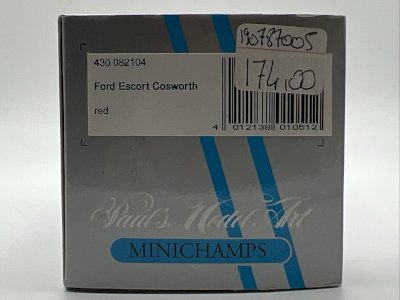 190787005
174,00
430 082104
Ford Escort Cosworth
red
4 012138 010512
Paul's Model Art
MINICHAMPS